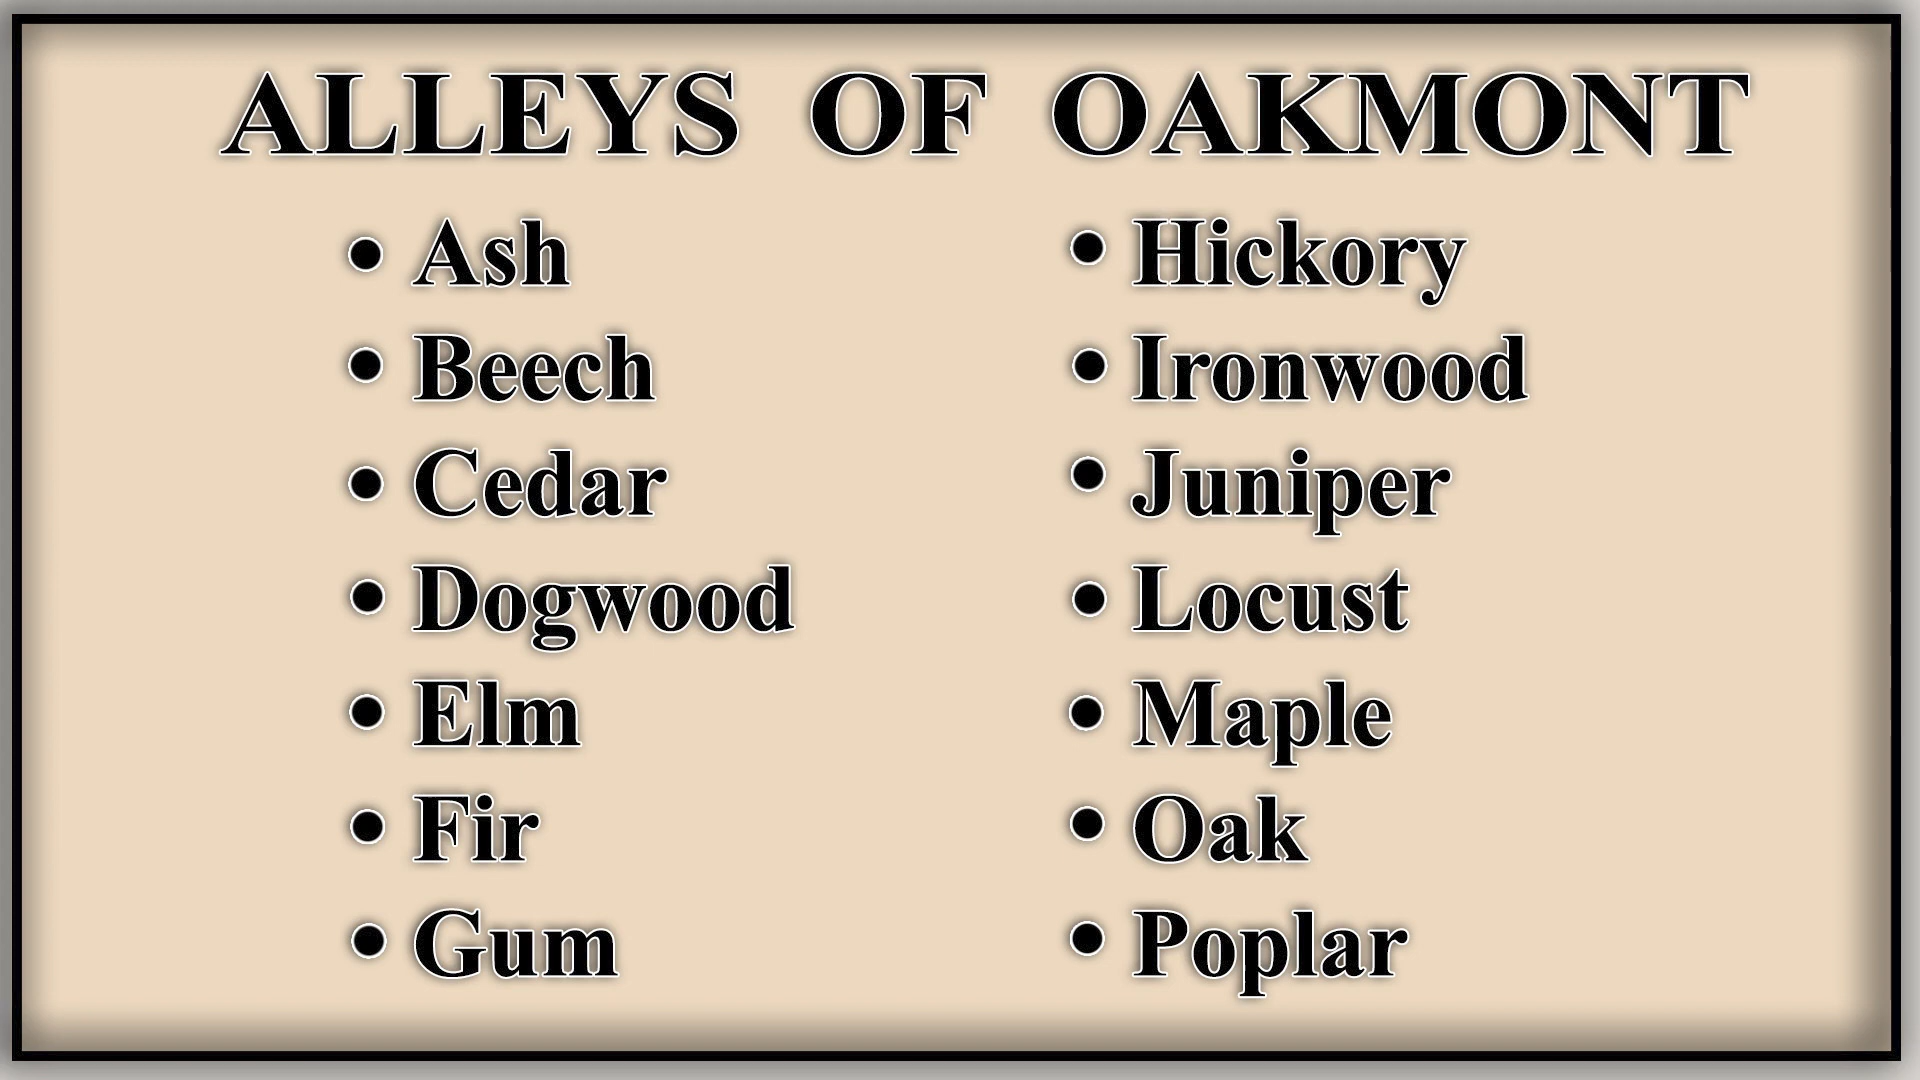 ALLEYS OF OAKMONT
• Ash
• Beech
• Cedar
• Dogwood
• Elm
• Fir
• Gum
• Hickory
• Ironwood
• Juniper
• Locust
• Maple
• Oak
• Poplar